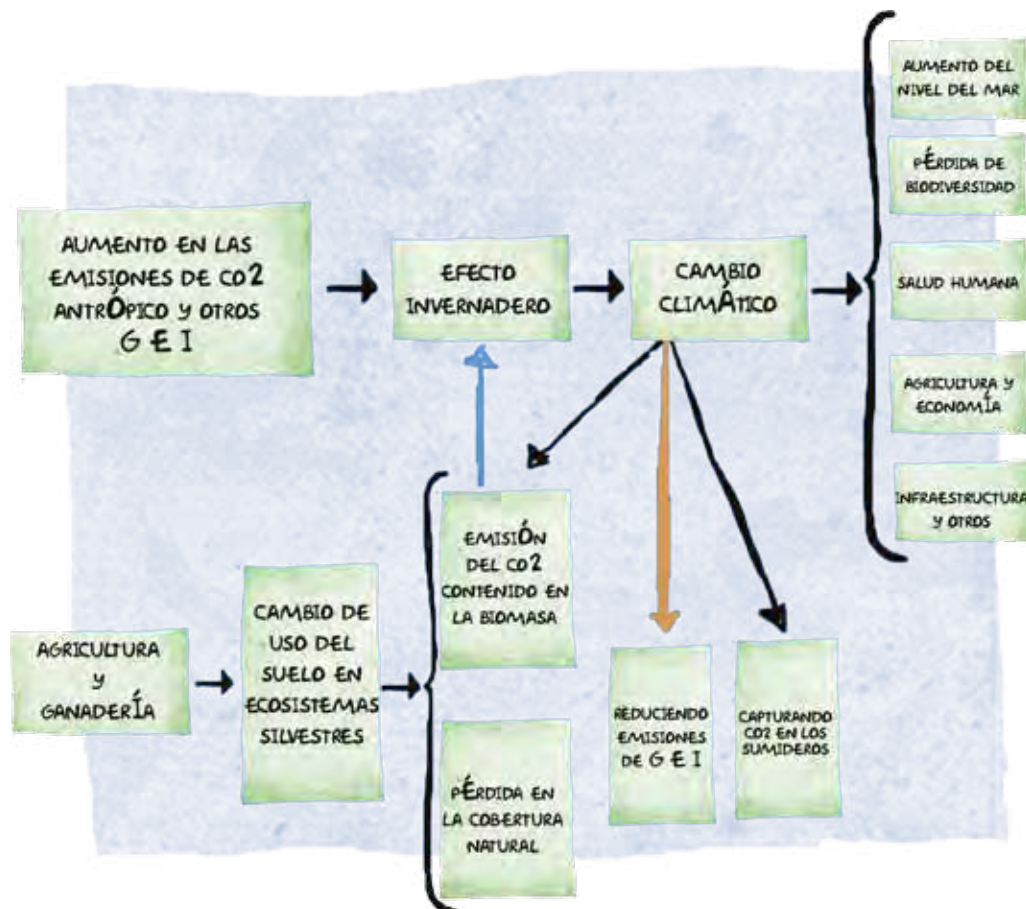 AUMENTO EN LAS
EMISIONES DE CO2
ANTRÓPICO Y OTROS
G E I
EFECTO
INVERNADERO
CAMBIO
CLIMÁTICO
AUMENTO DEL
NIVEL DEL MAR
PÉRDIDA DE
BIODIVERSIDAD
SALUD HUMANA
AGRICULTURA Y
ECONOMÍA
INFRAESTRUCTURA
Y OTROS
AGRICULTURA
Y
GANADERÍA
CAMBIO DE
USO DEL
SUELO EN
ECOSISTEMAS
SILVESTRES
EMISIÓN
DEL CO2
CONTENIDO EN
LA BIOMASA
PÉRDIDA EN
LA COBERTURA
NATURAL
REDUCIENDO
EMISIONES
DE G E I
CAPTURANDO
CO2 EN LOS
SUMIDEROS